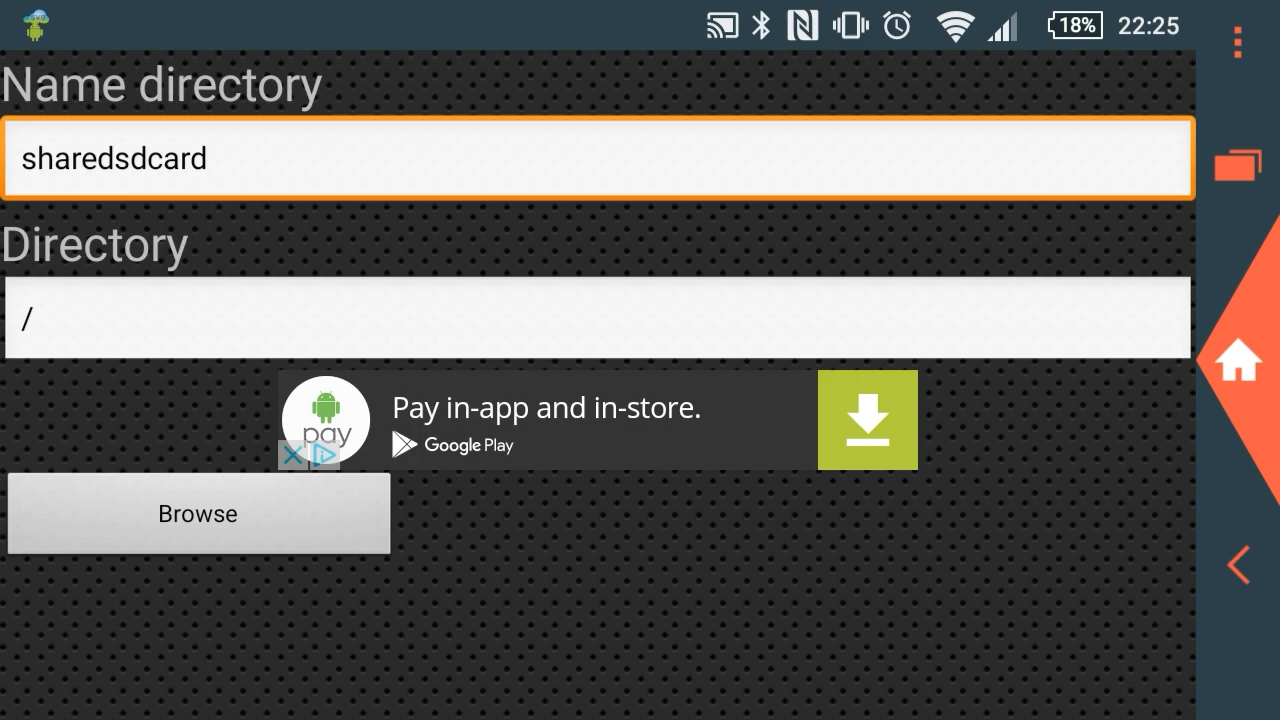 18% 22:25
Name directory
sharedsdcard
Directory
/
pay
Pay in-app and in-store.
Google Play
Browse